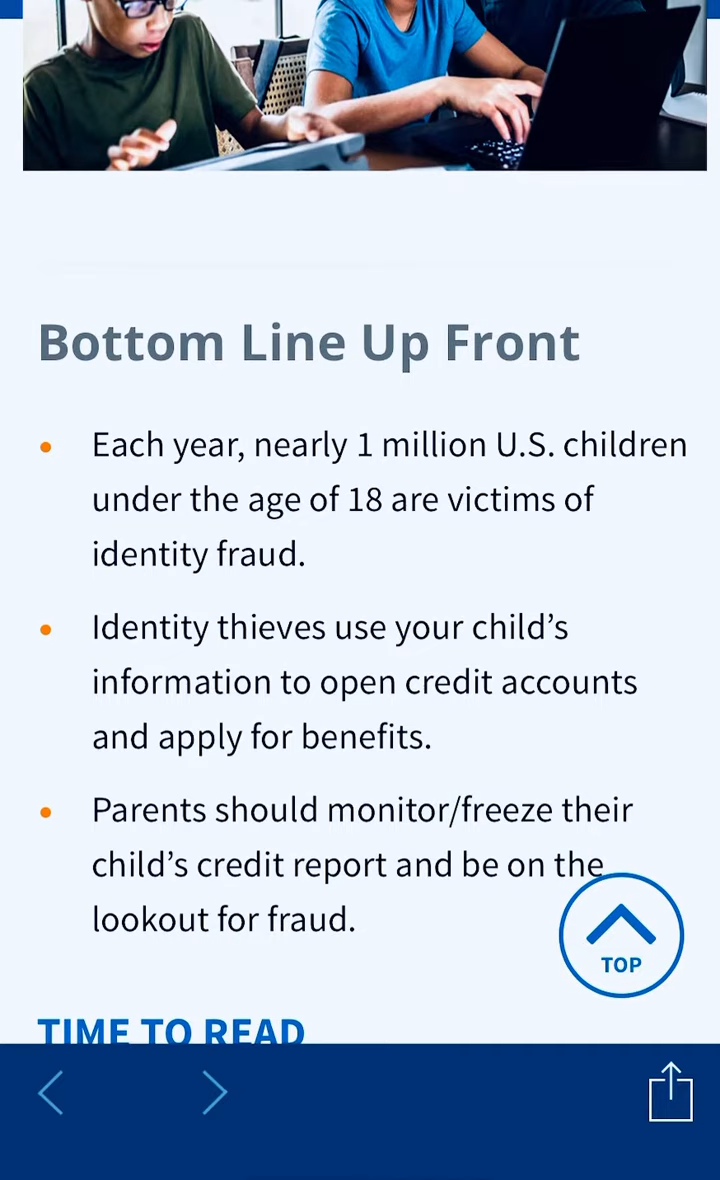 Bottom Line Up Front
• Each year, nearly 1 million U.S. children
under the age of 18 are victims of
identity fraud.
• Identity thieves use your child’s
information to open credit accounts
and apply for benefits.
• Parents should monitor/freeze their
child’s credit report and be on the
lookout for fraud.
TOP
TIME TO READ